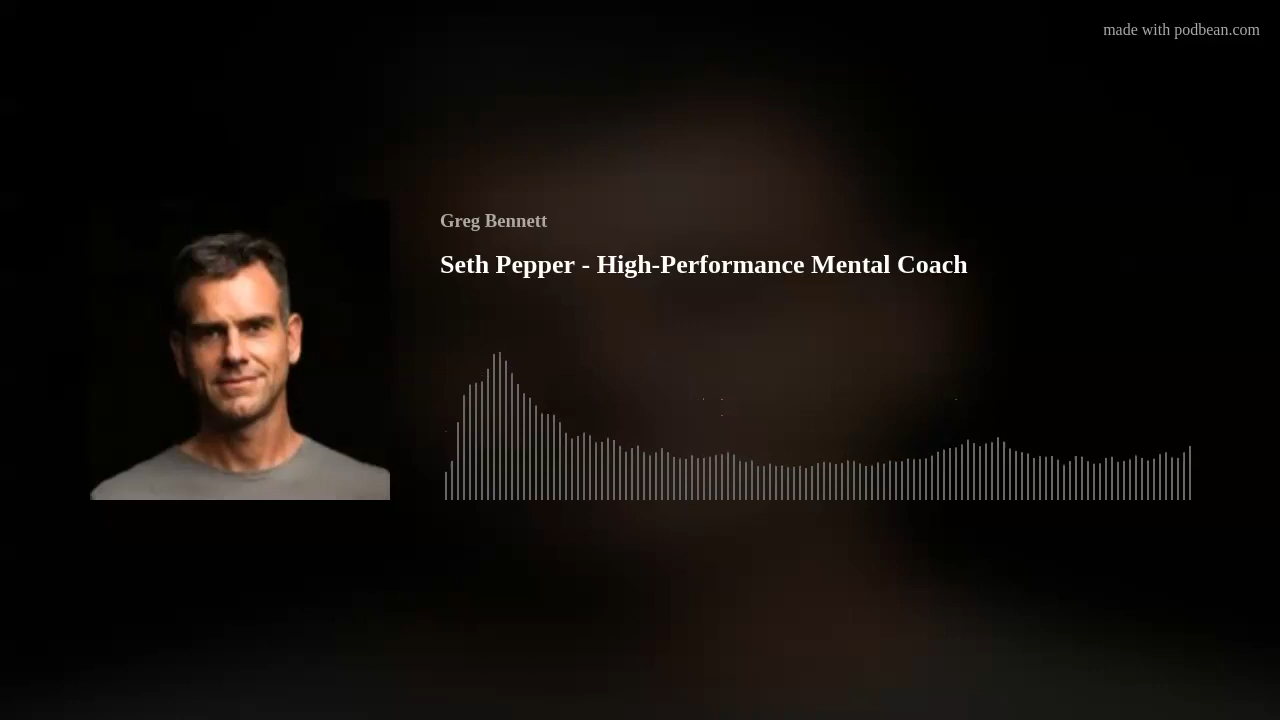 made with podbean.com
Greg Bennett
Seth Pepper - High-Performance Mental Coach